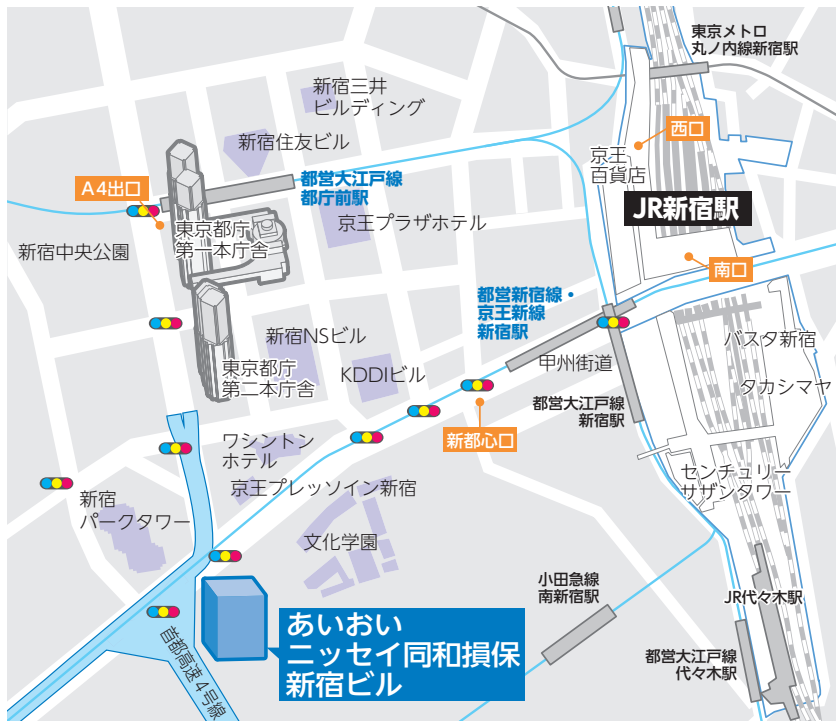 東京メトロ
丸ノ内線新宿駅
新宿三井
ビルディング
西口
新宿住友ビル
京王
百貨店
A4出口
都営大江戸線
都庁前駅
JR新宿駅
東京都庁
第一本庁舎
京王プラザホテル
新宿中央公園
南口
都営新宿線・
京王新線
新宿駅
新宿NSビル
バスタ新宿
東京都庁
第二本庁舎
KDDIビル
甲州街道
タカシマヤ
都営大江戸線
新宿駅
新都心口
ワシントン
ホテル
センチュリー
サザンタワー
京王プレッソイン新宿
新宿
パークタワー
文化学園
小田急線
南新宿駅
JR代々木駅
あいおい
ニッセイ同和損保
新宿ビル
首都高速4号線
都営大江戸線
代々木駅